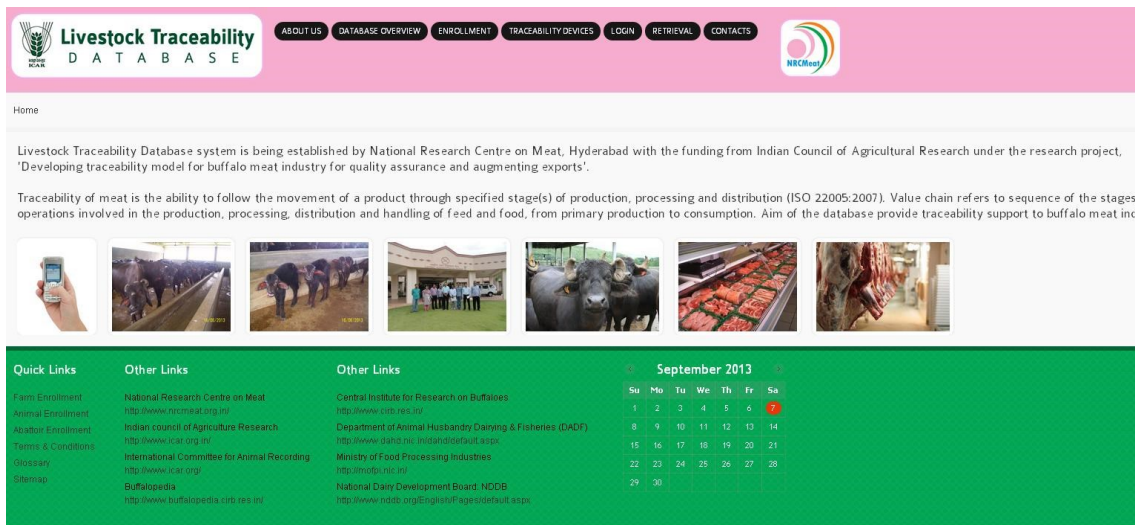 Livestock Traceability
DATABASE
ICAR
ABOUT US
DATABASE OVERVIEW
ENROLLMENT
TRACEABILITY DEVICES
LOGIN
RETRIEVAL
CONTACTS
NRCMeat
Home
Livestock Traceability Database system is being established by National Research Centre on Meat, Hyderabad with the funding from Indian Council of Agricultural Research under the research project,
'Developing traceability model for buffalo meat industry for quality assurance and augmenting exports'.
Traceability of meat is the ability to follow the movement of a product through specified stage(s) of production, processing and distribution (ISO 22005:2007). Value chain refers to sequence of the stages
operations involved in the production, processing, distribution and handling of feed and food, from primary production to consumption. Aim of the database provide traceability support to buffalo meat inc
Quick Links
Farm Enrollment
Animal Enrollment
Abattoir Enrollment
Terms & Conditions
Glossary
Sitemap
Other Links
National Research Centre on Meat
http://www.nrcmeat.org.in/
Indian council of Agriculture Research
http://www.icar.org.in/
International Committee for Animal Recording
http://www.icar.org/
Buffalopedia
http://www.buffalopedia.cirb.res.in/
Other Links
Central Institute for Research on Buffaloes
http://www.cirb.res.in/
Department of Animal Husbandry Dairying & Fisheries (DADF)
http://www.dahd.nic.in/dahd/default.aspx
Ministry of Food Processing Industries
http://mofpi.nic.in/
National Dairy Development Board: NDDB
http://www.nddb.org/English/Pages/default.aspx
September 2013
Su Mo Tu We Th Fr Sa
1 2 3 4 5 6 7
8 9 10 11 12 13 14
15 16 17 18 19 20 21
22 23 24 25 26 27 28
29 30